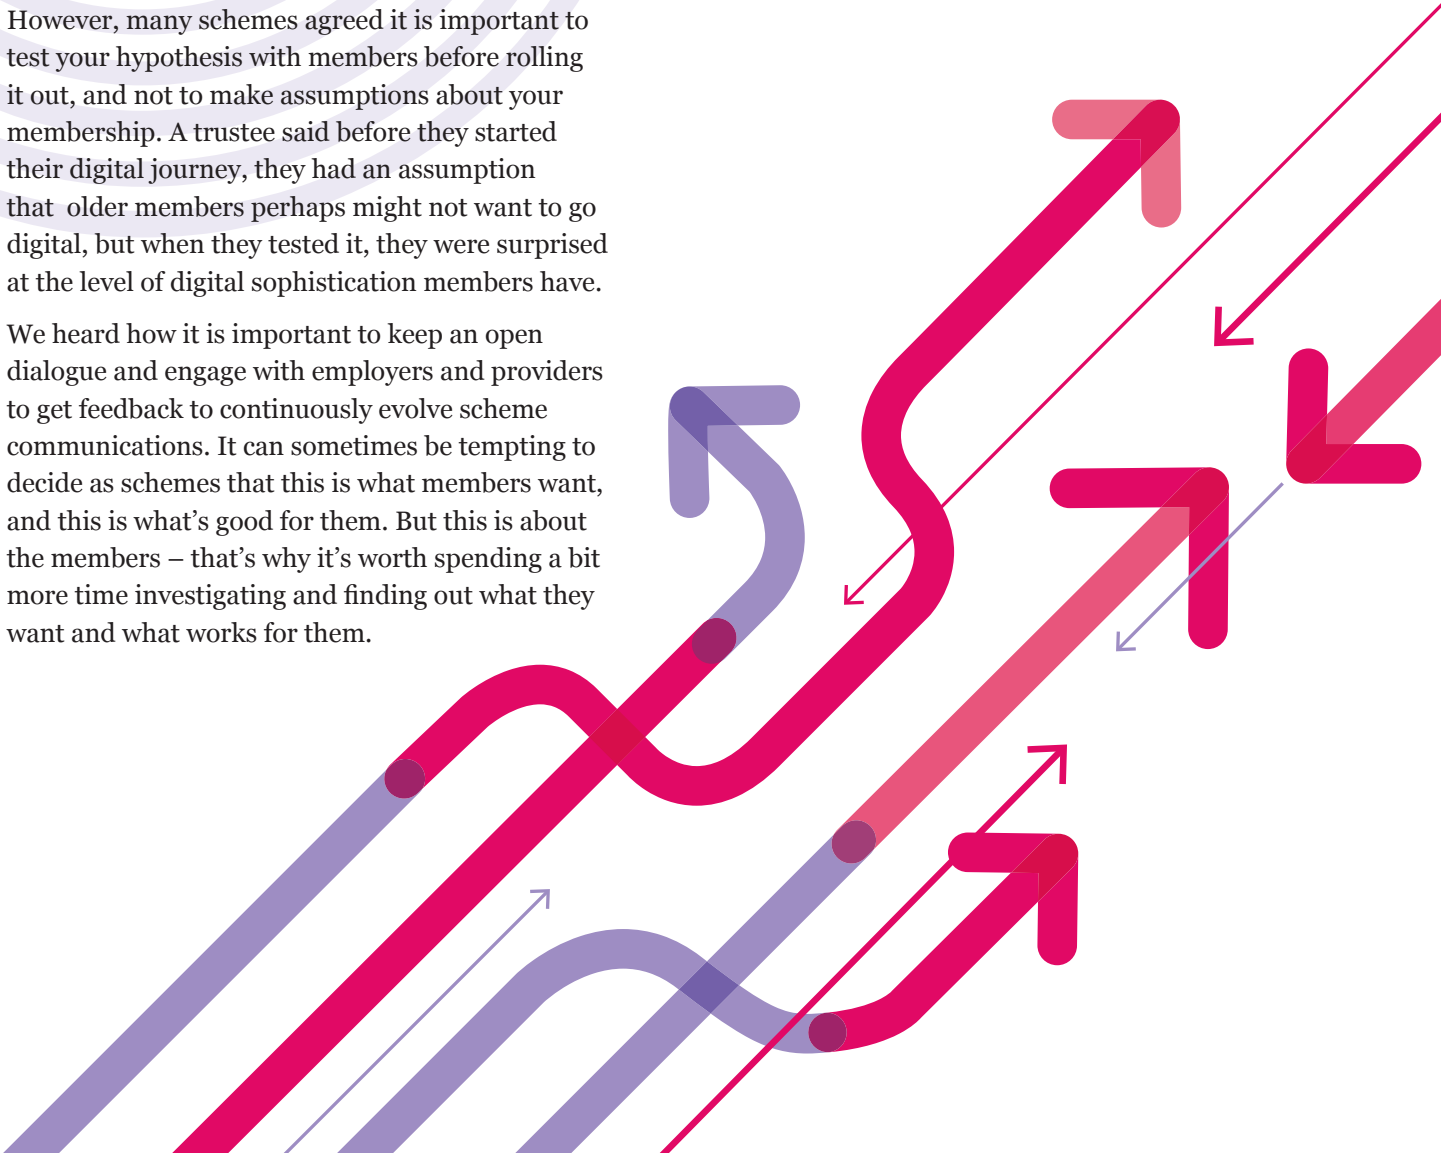 However, many schemes agreed it is important to
test your hypothesis with members before rolling
it out, and not to make assumptions about your
membership. A trustee said before they started
their digital journey, they had an assumption
that  older members perhaps might not want to go
digital, but when they tested it, they were surprised
at the level of digital sophistication members have.
We heard how it is important to keep an open
dialogue and engage with employers and providers
to get feedback to continuously evolve scheme
communications. It can sometimes be tempting to
decide as schemes that this is what members want,
and this is what’s good for them. But this is about
the members – that’s why it’s worth spending a bit
more time investigating and finding out what they
want and what works for them.